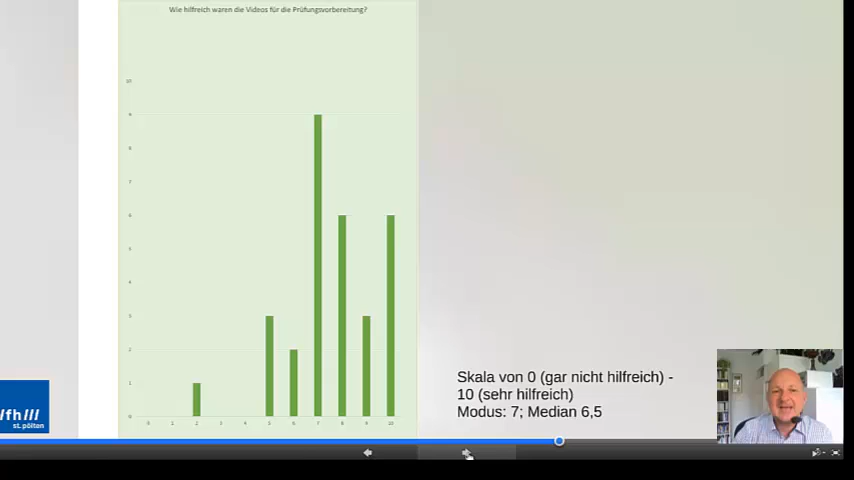 Wie hilfreich waren die Videos für die Prüfungsvorbereitung?
10
9
8
7
6
5
4
3
2
1
0
0 1 2 3 4 5 6 7 8 9 10
Skala von 0 (gar nicht hilfreich) -
10 (sehr hilfreich)
Modus: 7; Median 6,5
/fh///
st.pölten